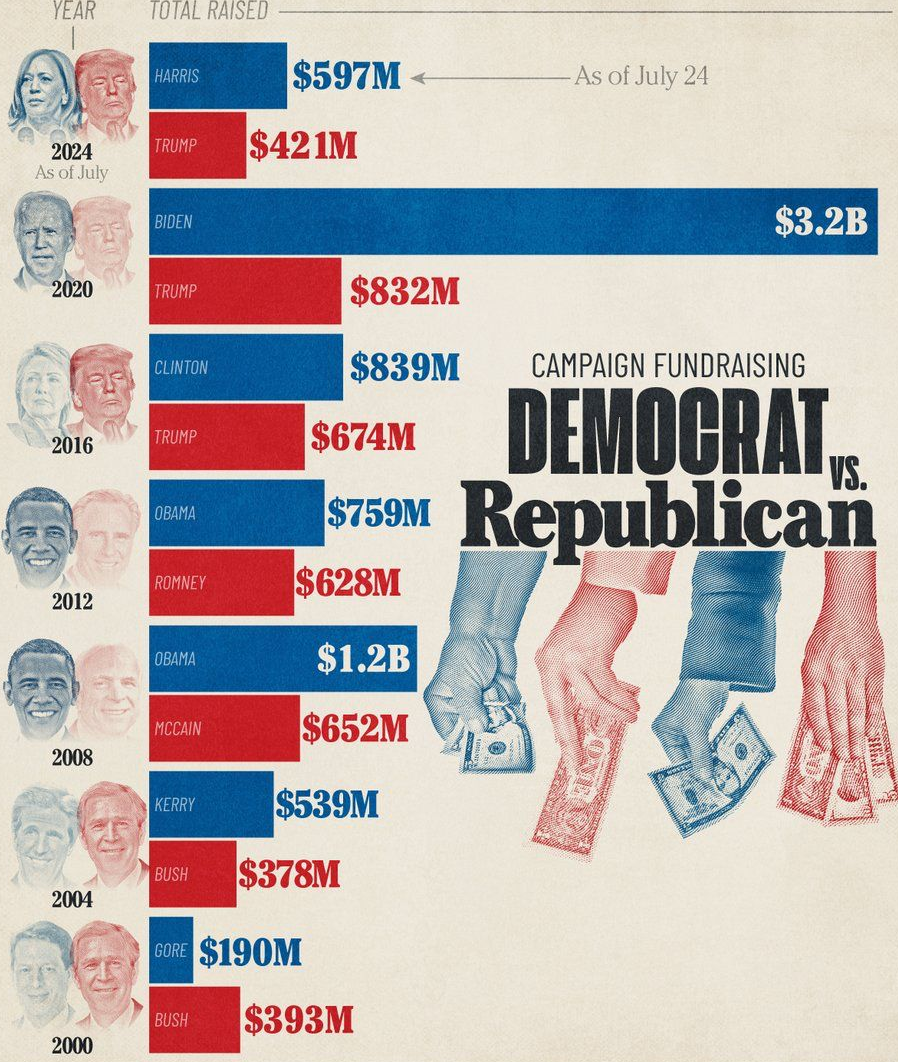 YEAR
TOTAL RAISED
HARRIS
$597M
As of July 24
TRUMP
$421M
2024
As of July
BIDEN
$3.2B
TRUMP
$832M
2020
CLINTON
$839M
TRUMP
$674M
2016
CAMPAIGN FUNDRAISING
DEMOCRAT
VS.
Republican
OBAMA
$759M
ROMNEY
$628M
2012
OBAMA
$1.2B
MCCAIN
$652M
2008
KERRY
$539M
BUSH
$378M
2004
GORE
$190M
BUSH
$393M
2000
ONE